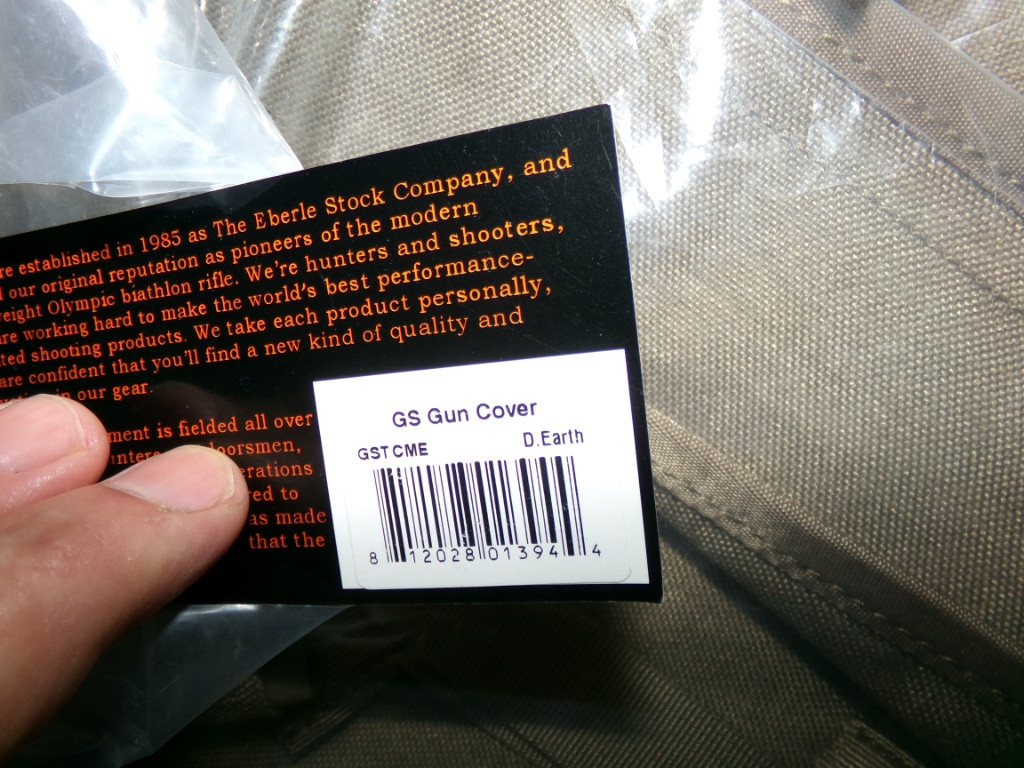 re established in 1985 as The Eberle Stock Company, and
our original reputation as pioneers of the modern
eight Olympic biathlon rifle. We're hunters and shooters,
re working hard to make the world's best performance-
ted shooting products. We take each product personally,
are confident that you'll find a new kind of quality and
in our gear.
ment is fielded all over
unters oorsmen,
erations
ed to
as made
that the
GS Gun Cover
GSTCME D.Earth
8 12028 01394 4